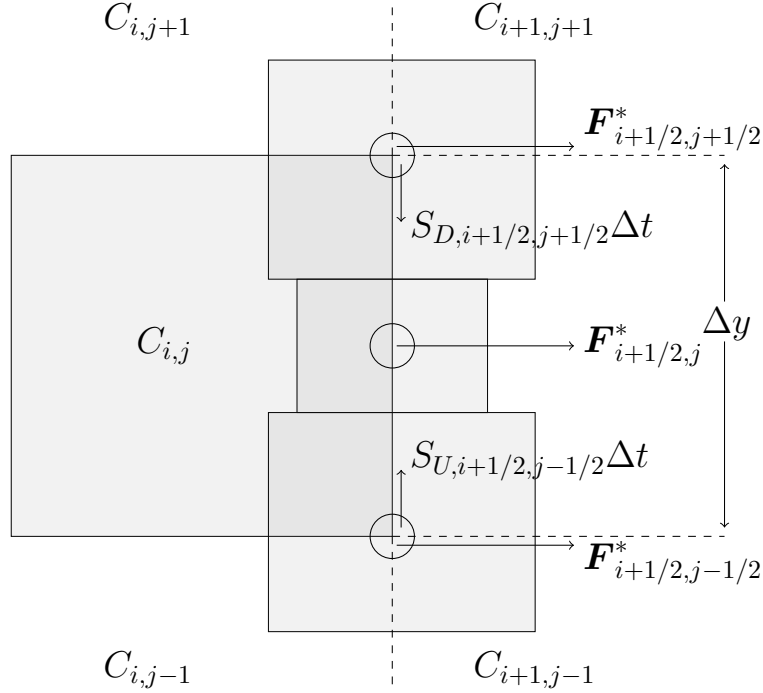 C_{i,j+1} C_{i+1,j+1}
F^*_{i+1/2,j+1/2}
S_{D,i+1/2,j+1/2}Δt
C_{i,j} F^*_{i+1/2,j} Δy
S_{U,i+1/2,j-1/2}Δt
F^*_{i+1/2,j-1/2}
C_{i,j-1} C_{i+1,j-1}